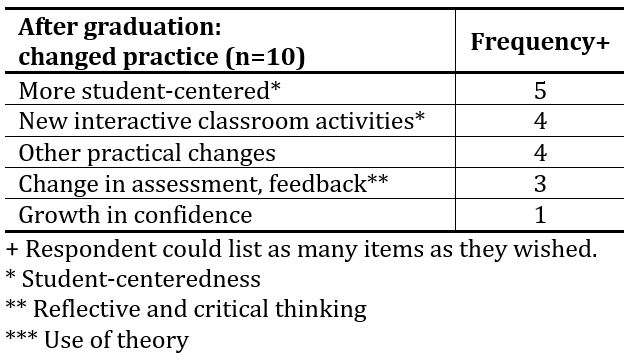 After graduation:
changed practice (n=10) Frequency+
More student-centered* 5
New interactive classroom activities* 4
Other practical changes 4
Change in assessment, feedback** 3
Growth in confidence 1
+ Respondent could list as many items as they wished.
* Student-centeredness
** Reflective and critical thinking
*** Use of theory